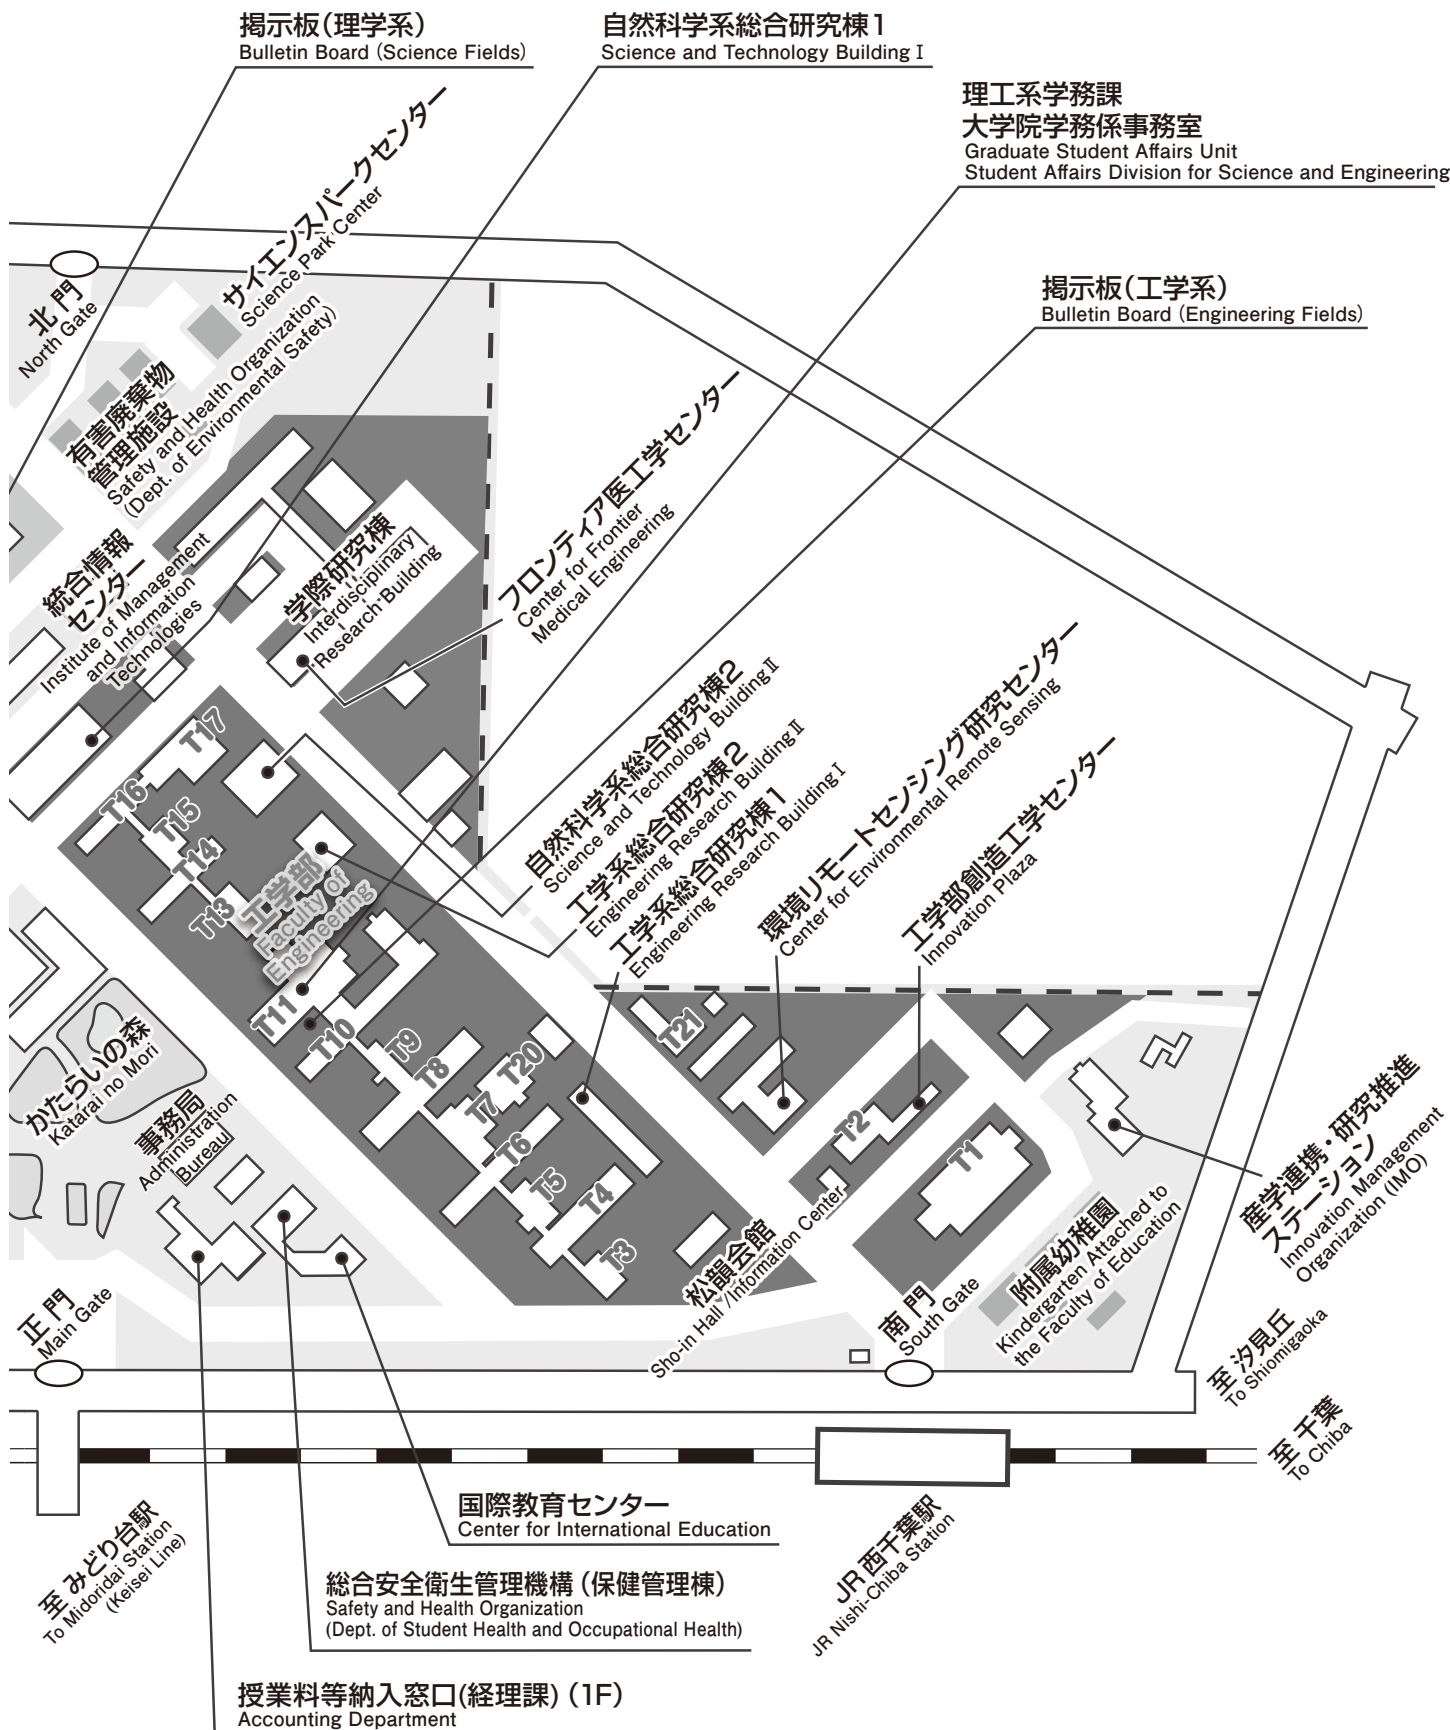 掲示板(理学系)
Bulletin Board (Science Fields)
自然科学系総合研究棟1
Science and Technology Building Ⅰ
理工系学務課
大学院学務係事務室
Graduate Student Affairs Unit
Student Affairs Division for Science and Engineering
サイエンスパークセンター
Science Park Center
北門
North Gate
掲示板(工学系)
Bulletin Board (Engineering Fields)
有害廃棄物
管理施設
Safety and Health Organization
(Dept. of Environmental Safety)
フロンティア医工学センター
Center for Frontier
Medical Engineering
学際研究棟
Interdisciplinary
Research Building
統合情報
センター
Institute of Management
and Information
Technologies
自然科学系総合研究棟2
Science and Technology Building Ⅱ
工学系総合研究棟2
Engineering Research Building Ⅱ
工学系総合研究棟1
Engineering Research Building Ⅰ
環境リモートセンシング研究センター
Center for Environmental Remote Sensing
工学部創造工学センター
Innovation Plaza
T17
T16
T15
T14
T13
工学部
Faculty Of
Engineering
T11
T10
T9
T8
T20
T7
T6
T5
T4
T3
T21
T2
T1
かたらいの森
Katarai no Mori
事務局
Administration
Bureau
松韻会館
Sho-in Hall /Information Center
産学連携・研究推進
ステーション
Innovation Management
Organization (IMO)
附属幼稚園
Kindergarten Attached to
the Faculty of Education
正門
Main Gate
南門
South Gate
至 汐見丘
To Shiomigaoka
至 千葉
To Chiba
至 みどり台駅
To Midoridai Station
(Keisei Line)
JR 西千葉駅
JR Nishi-Chiba Station
国際教育センター
Center for International Education
総合安全衛生管理機構 (保健管理棟)
Safety and Health Organization
(Dept. of Student Health and Occupational Health)
授業料等納入窓口(経理課) (1F)
Accounting Department